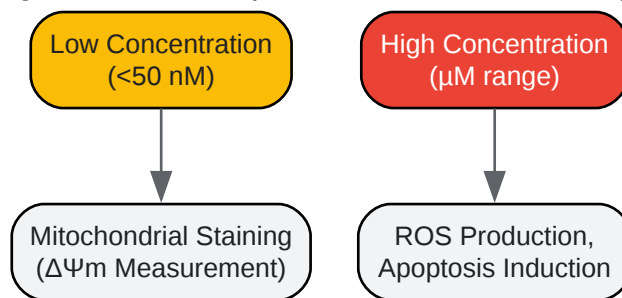 Low Concentration
(<50 nM)
High Concentration
(µM range)
Mitochondrial Staining
(ΔΨm Measurement)
ROS Production,
Apoptosis Induction